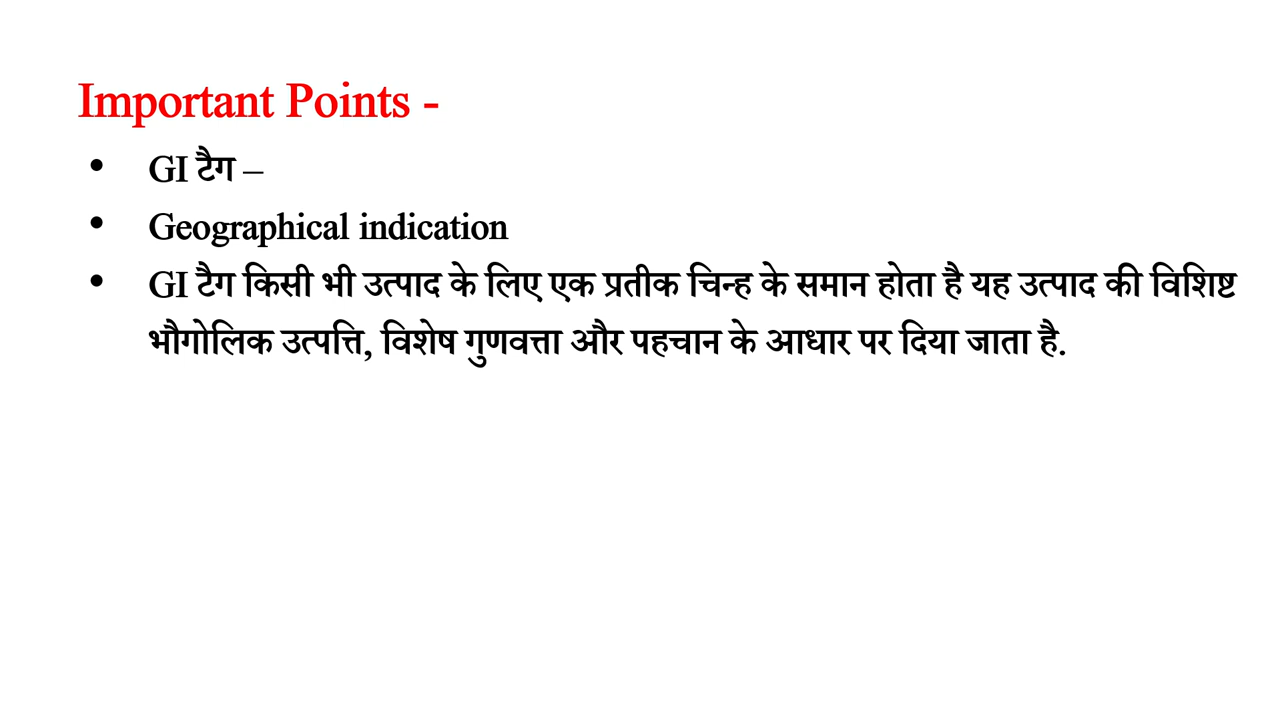 Important Points -
• GI टैग –
• Geographical indication
• GI टैग किसी भी उत्पाद के लिए एक प्रतीक चिन्ह के समान होता है यह उत्पाद की विशिष्ट
भौगोलिक उत्पत्ति, विशेष गुणवत्ता और पहचान के आधार पर दिया जाता है.